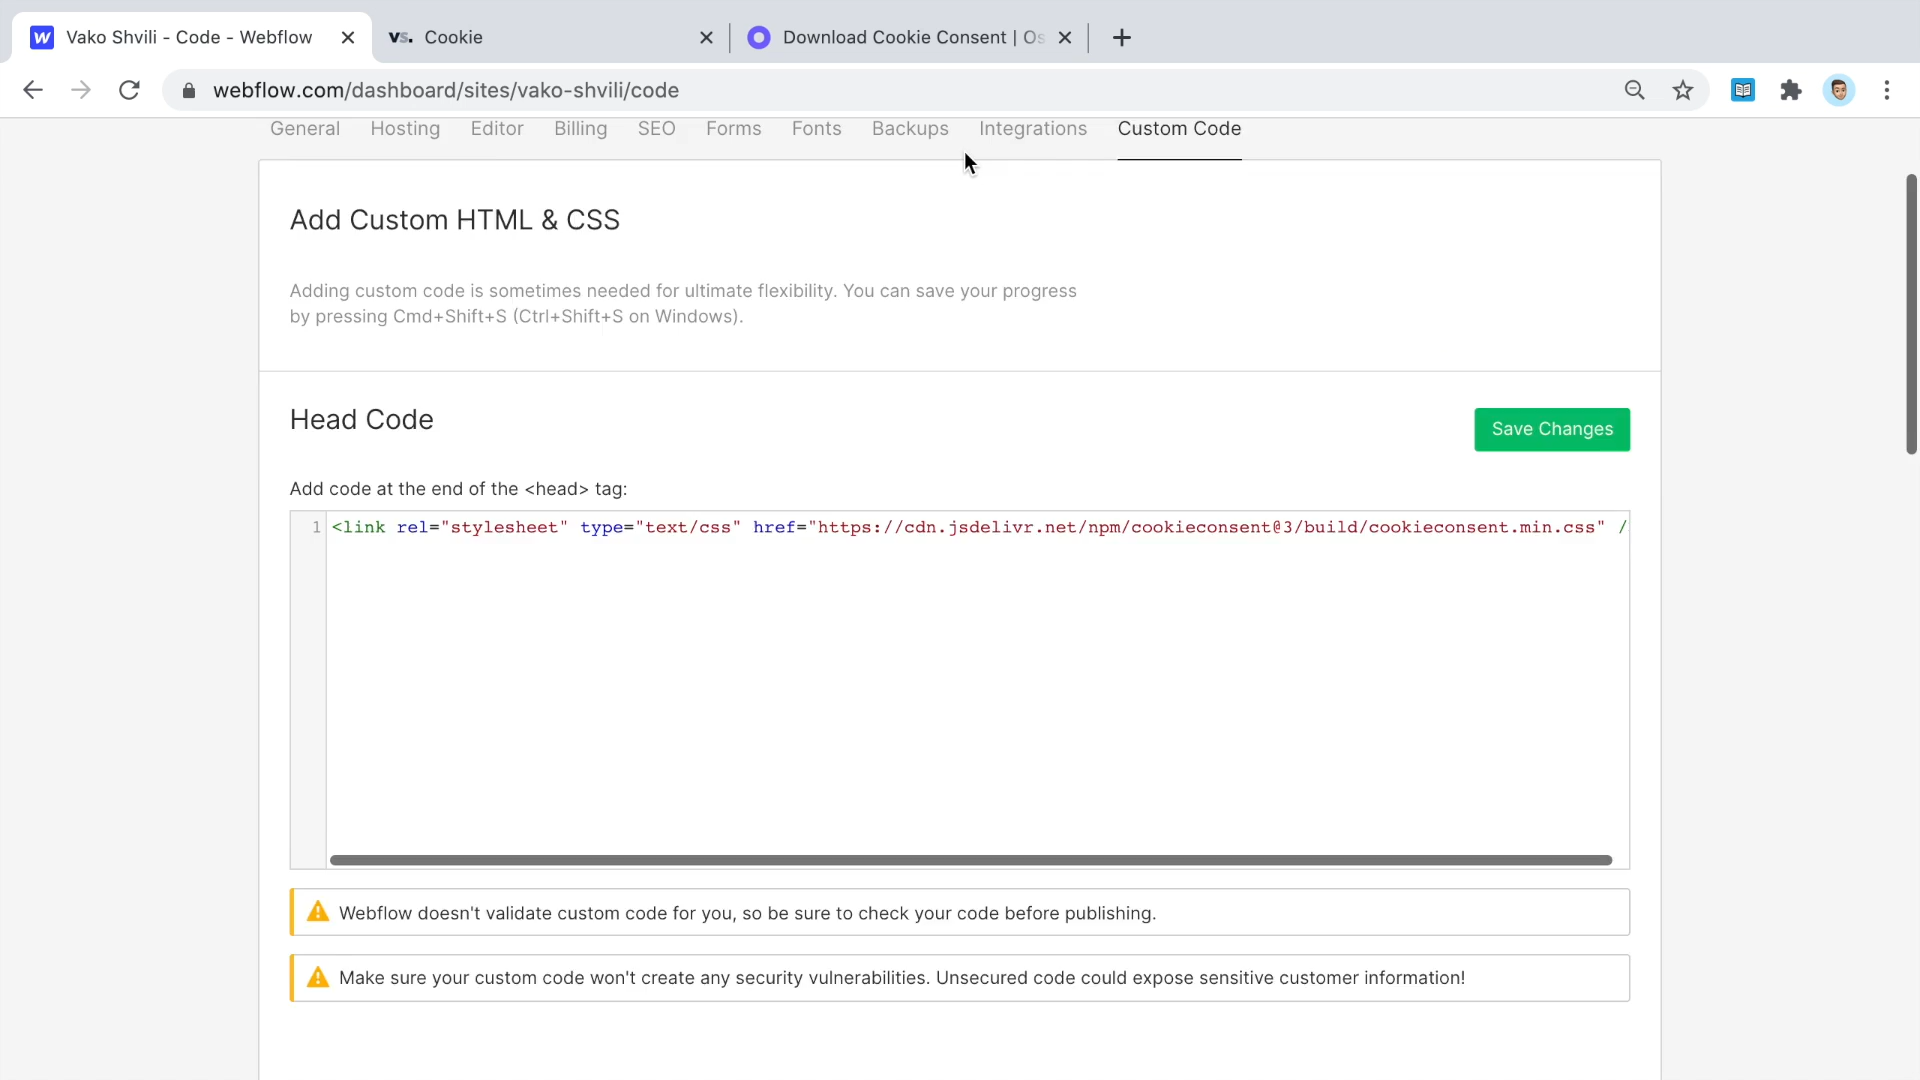 Vako Shvili - Code - Webflow
vs. Cookie
Download Cookie Consent | Os
webflow.com/dashboard/sites/vako-shvili/code
General Hosting Editor Billing SEO Forms Fonts Backups Integrations Custom Code
Add Custom HTML & CSS
Adding custom code is sometimes needed for ultimate flexibility. You can save your progress
by pressing Cmd+Shift+S (Ctrl+Shift+S on Windows).
Head Code
Save Changes
Add code at the end of the <head> tag:
1 <link rel="stylesheet" type="text/css" href="https://cdn.jsdelivr.net/npm/cookieconsent@3/build/cookieconsent.min.css" /
Webflow doesn't validate custom code for you, so be sure to check your code before publishing.
Make sure your custom code won't create any security vulnerabilities. Unsecured code could expose sensitive customer information!